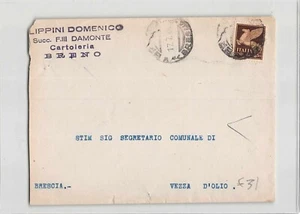 LIPPINI DOMENICO
Succ. F.lli DAMONTE
Cartoleria
BRENO
ITALIA
STIM SIG SEGRETARIO COMUNALE DI
BRESCIA.- VEZZA D'OLIO.